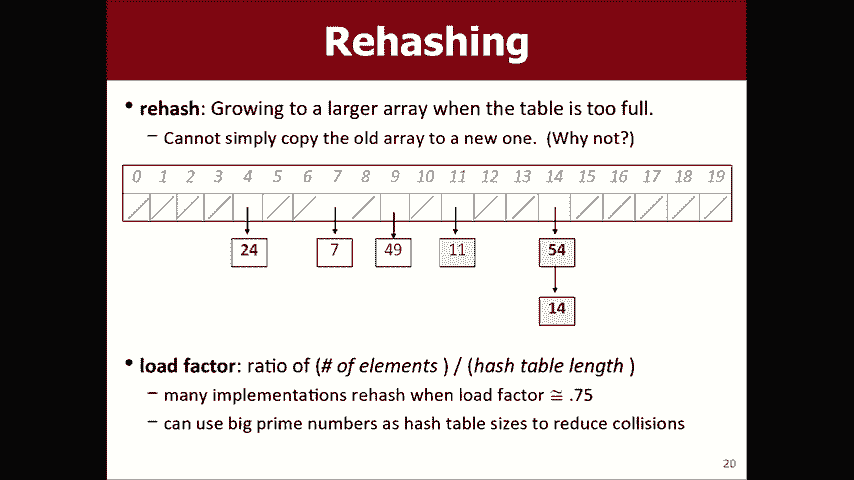 Rehashing
• rehash: Growing to a larger array when the table is too full.
– Cannot simply copy the old array to a new one. (Why not?)
0 1 2 3 4 5 6 7 8 9 10 11 12 13 14 15 16 17 18 19
24 7 49 11 54
14
• load factor: ratio of (# of elements ) / (hash table length )
– many implementations rehash when load factor ≅ .75
– can use big prime numbers as hash table sizes to reduce collisions
20